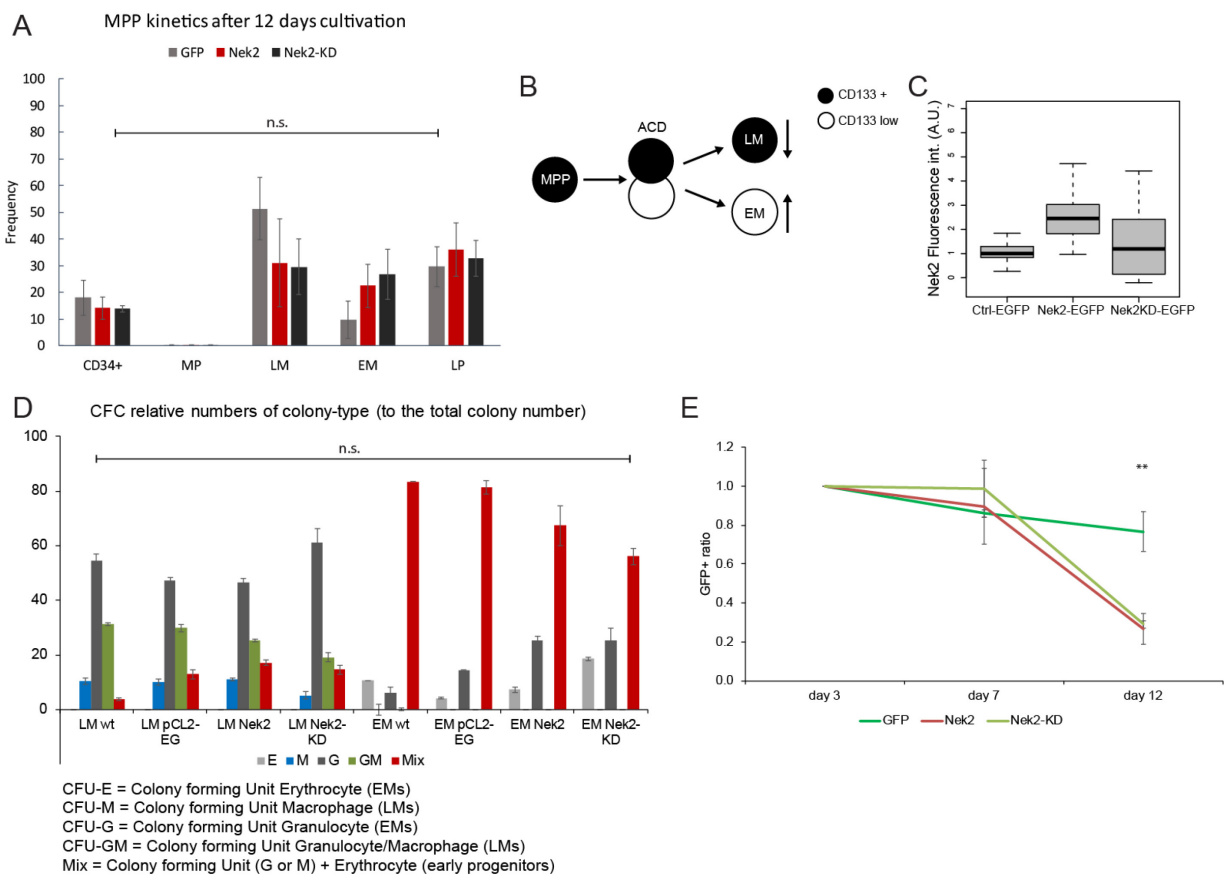 A
MPP kinetics after 12 days cultivation
GFP Nek2 Nek2-KD
100
90
80
70
60
50
40
30
20
10
0
Frequency
n.s.
CD34+ MP LM EM LP
B
CD133 +
CD133 low
ACD
MPP
LM
EM
C
Nek2 Fluorescence int. (A.U.)
7
6
5
4
3
2
1
0
Ctrl-EGFP Nek2-EGFP Nek2KD-EGFP
D
CFC relative numbers of colony-type (to the total colony number)
100
80
60
40
20
0
n.s.
LM wt LM pCL2-EG LM Nek2 LM Nek2-KD EM wt EM pCL2-EG EM Nek2 EM Nek2-KD
E M G GM Mix
CFU-E = Colony forming Unit Erythrocyte (EMs)
CFU-M = Colony forming Unit Macrophage (LMs)
CFU-G = Colony forming Unit Granulocyte (EMs)
CFU-GM = Colony forming Unit Granulocyte/Macrophage (LMs)
Mix = Colony forming Unit (G or M) + Erythrocyte (early progenitors)
E
1.2
1.0
0.8
0.6
0.4
0.2
0
GFP+ ratio
**
day 3 day 7 day 12
GFP Nek2 Nek2-KD